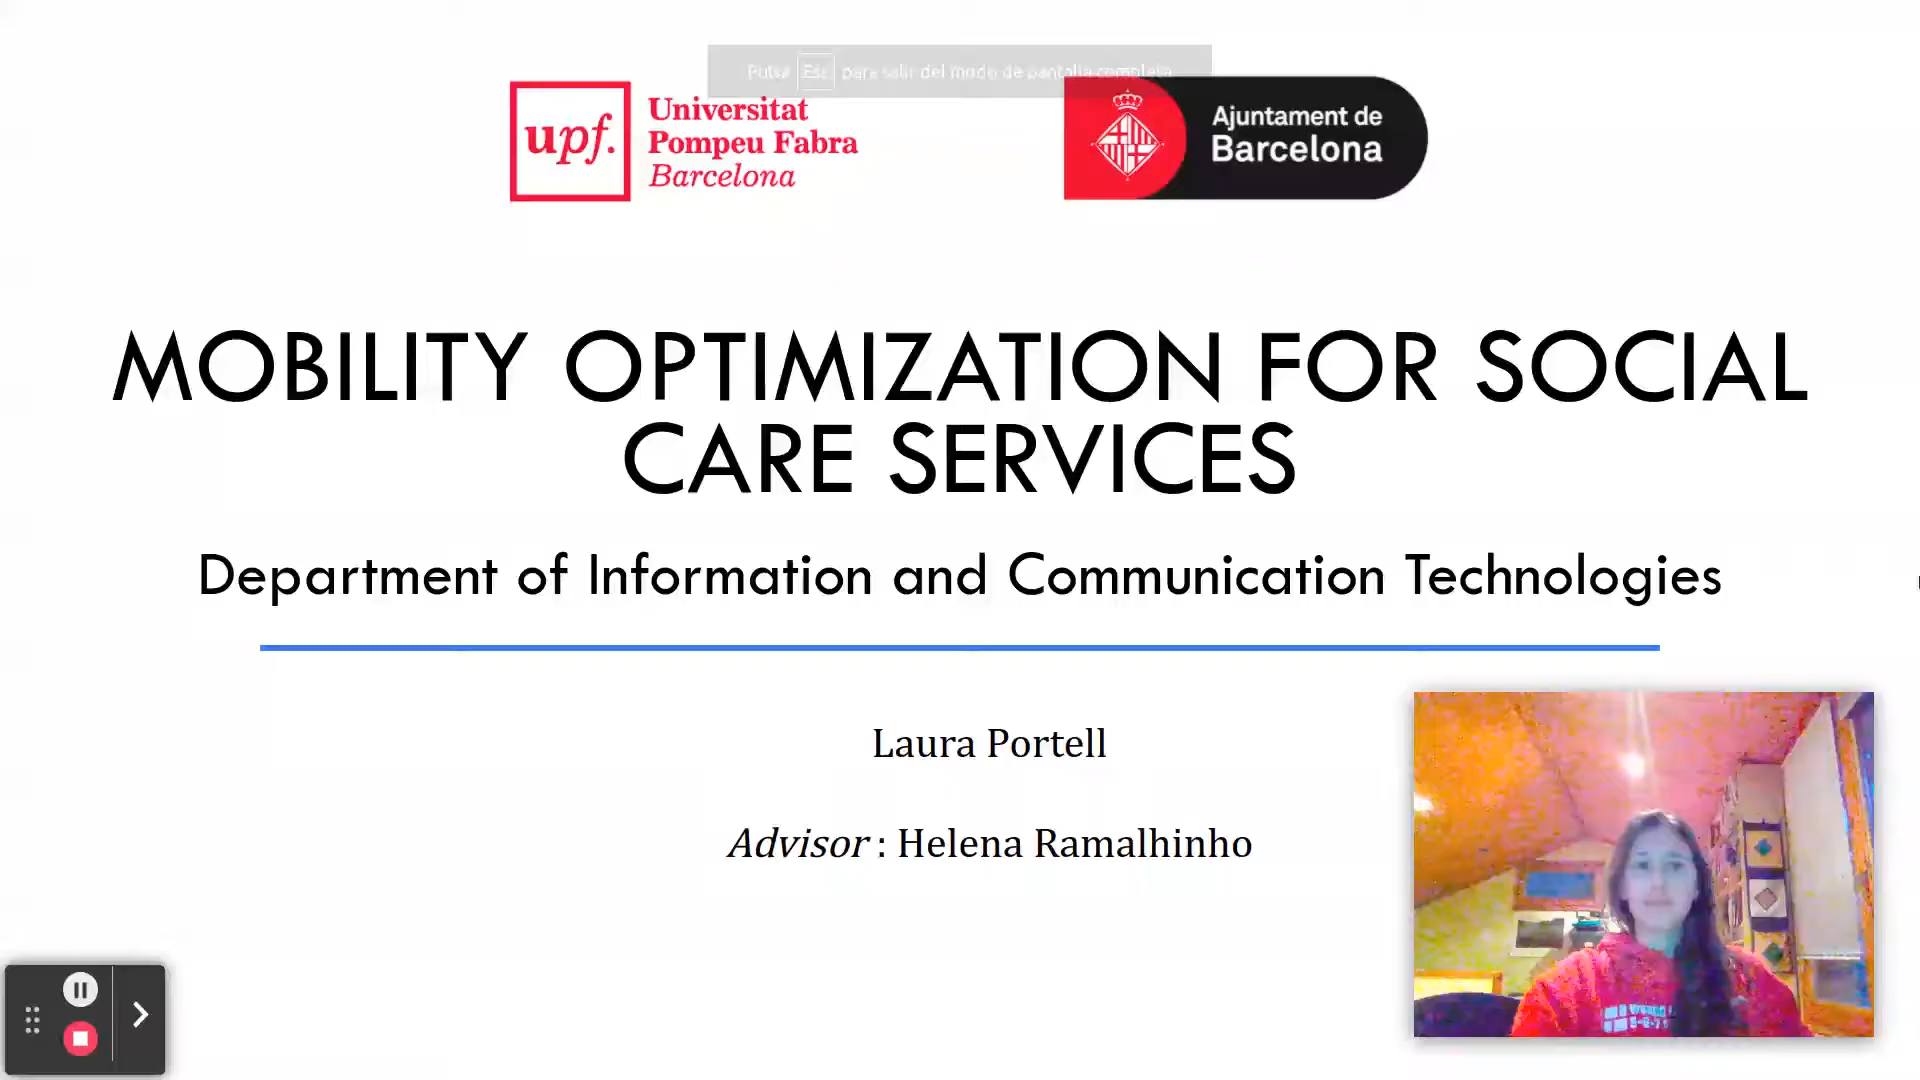 Pulsa Esc para salir del modo de pantalla completa
upf.
Universitat
Pompeu Fabra
Barcelona
Ajuntament de
Barcelona
MOBILITY OPTIMIZATION FOR SOCIAL
CARE SERVICES
Department of Information and Communication Technologies
Laura Portell
Advisor : Helena Ramalhinho